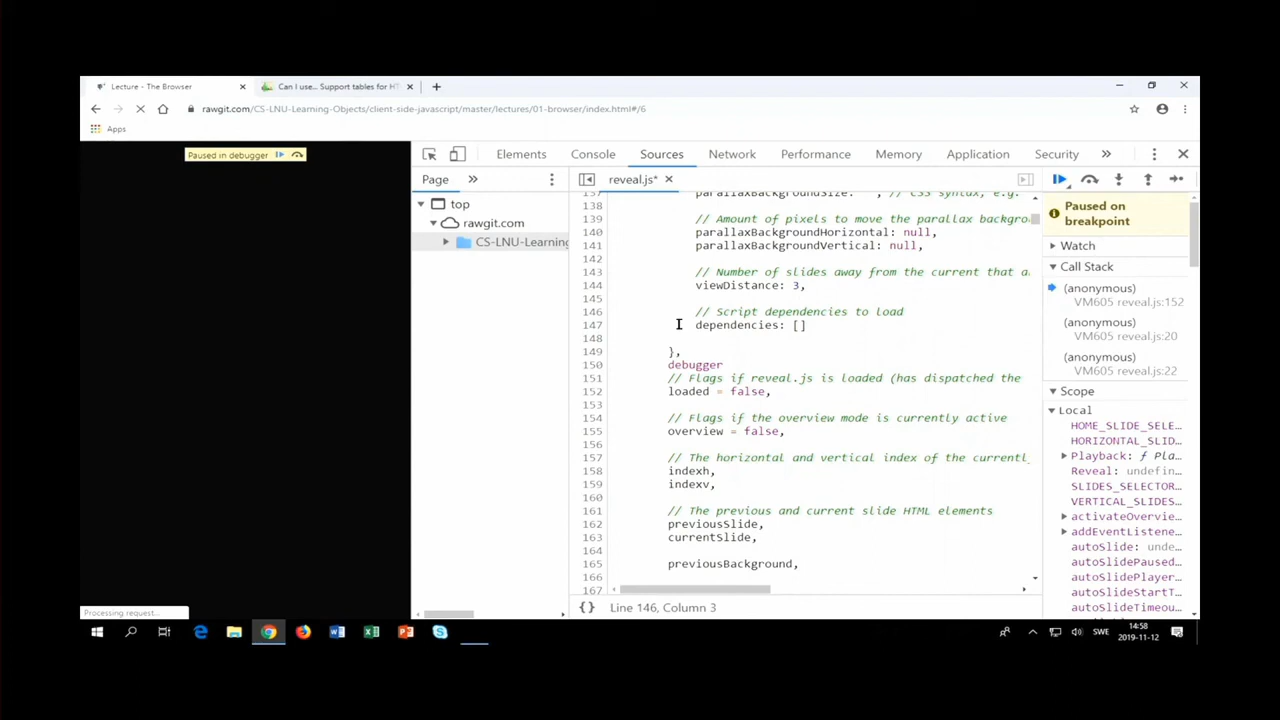 Lecture - The Browser
Can I use... Support tables for HT
rawgit.com/CS-LNU-Learning-Objects/client-side-javascript/master/lectures/01-browser/index.html#/6
Apps
Paused in debugger
Elements
Console
Sources
Network
Performance
Memory
Application
Security
Page
reveal.js*
top
rawgit.com
CS-LNU-Learning
137 parallaxBackgroundSize: '', // CSS syntax, e.g.
138
139 // Amount of pixels to move the parallax backgro
140 parallaxBackgroundHorizontal: null,
141 parallaxBackgroundVertical: null,
142
143 // Number of slides away from the current that a
144 viewDistance: 3,
145
146 // Script dependencies to load
147 dependencies: []
148
149 },
150 debugger
151 // Flags if reveal.js is loaded (has dispatched the
152 loaded = false,
153
154 // Flags if the overview mode is currently active
155 overview = false,
156
157 // The horizontal and vertical index of the currentl
158 indexh,
159 indexv,
160
161 // The previous and current slide HTML elements
162 previousSlide,
163 currentSlide,
164
165 previousBackground,
166
167
{} Line 146, Column 3
Paused on
breakpoint
Watch
Call Stack
(anonymous)
VM605 reveal.js:152
(anonymous)
VM605 reveal.js:20
(anonymous)
VM605 reveal.js:22
Scope
Local
HOME_SLIDE_SELE…
HORIZONTAL_SLID…
Playback: ƒ Pla…
Reveal: undefin…
SLIDES_SELECTOR…
VERTICAL_SLIDES…
activateOvervie…
addEventListene…
autoSlide: unde…
autoSlidePaused…
autoSlidePlayer…
autoSlideStartT…
autoSlideTimeou…
Processing request...
SWE
14:58
2019-11-12